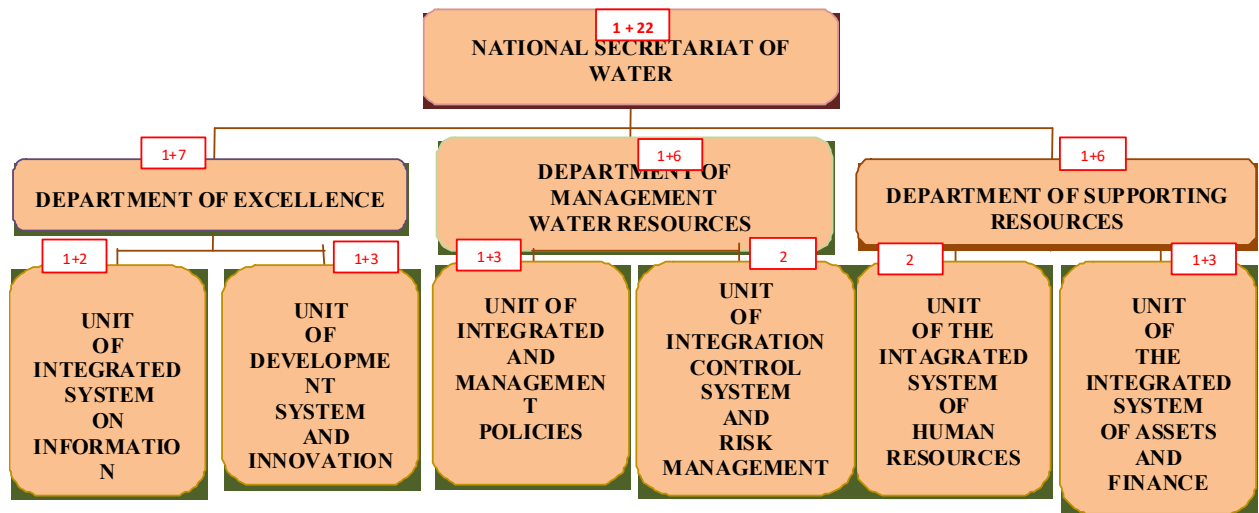 1 + 22
NATIONAL SECRETARIAT OF
WATER
1+7
DEPARTMENT OF EXCELLENCE
1+6
DEPARTMENT OF
MANAGEMENT
WATER RESOURCES
1+6
DEPARTMENT OF SUPPORTING
RESOURCES
1+2
UNIT
OF
INTEGRATED
SYSTEM
ON
INFORMATIO
N
1+3
UNIT
OF
DEVELOPME
NT
SYSTEM
AND
INNOVATION
1+3
UNIT OF
INTEGRATED
AND
MANAGEMEN
T
POLICIES
2
UNIT
OF
INTEGRATION
CONTROL
SYSTEM
AND
RISK
MANAGEMENT
2
UNIT
OF THE
INTAGRATED
SYSTEM
OF
HUMAN
RESOURCES
1+3
UNIT
OF
THE
INTEGRATED
SYSTEM
OF ASSETS
AND
FINANCE